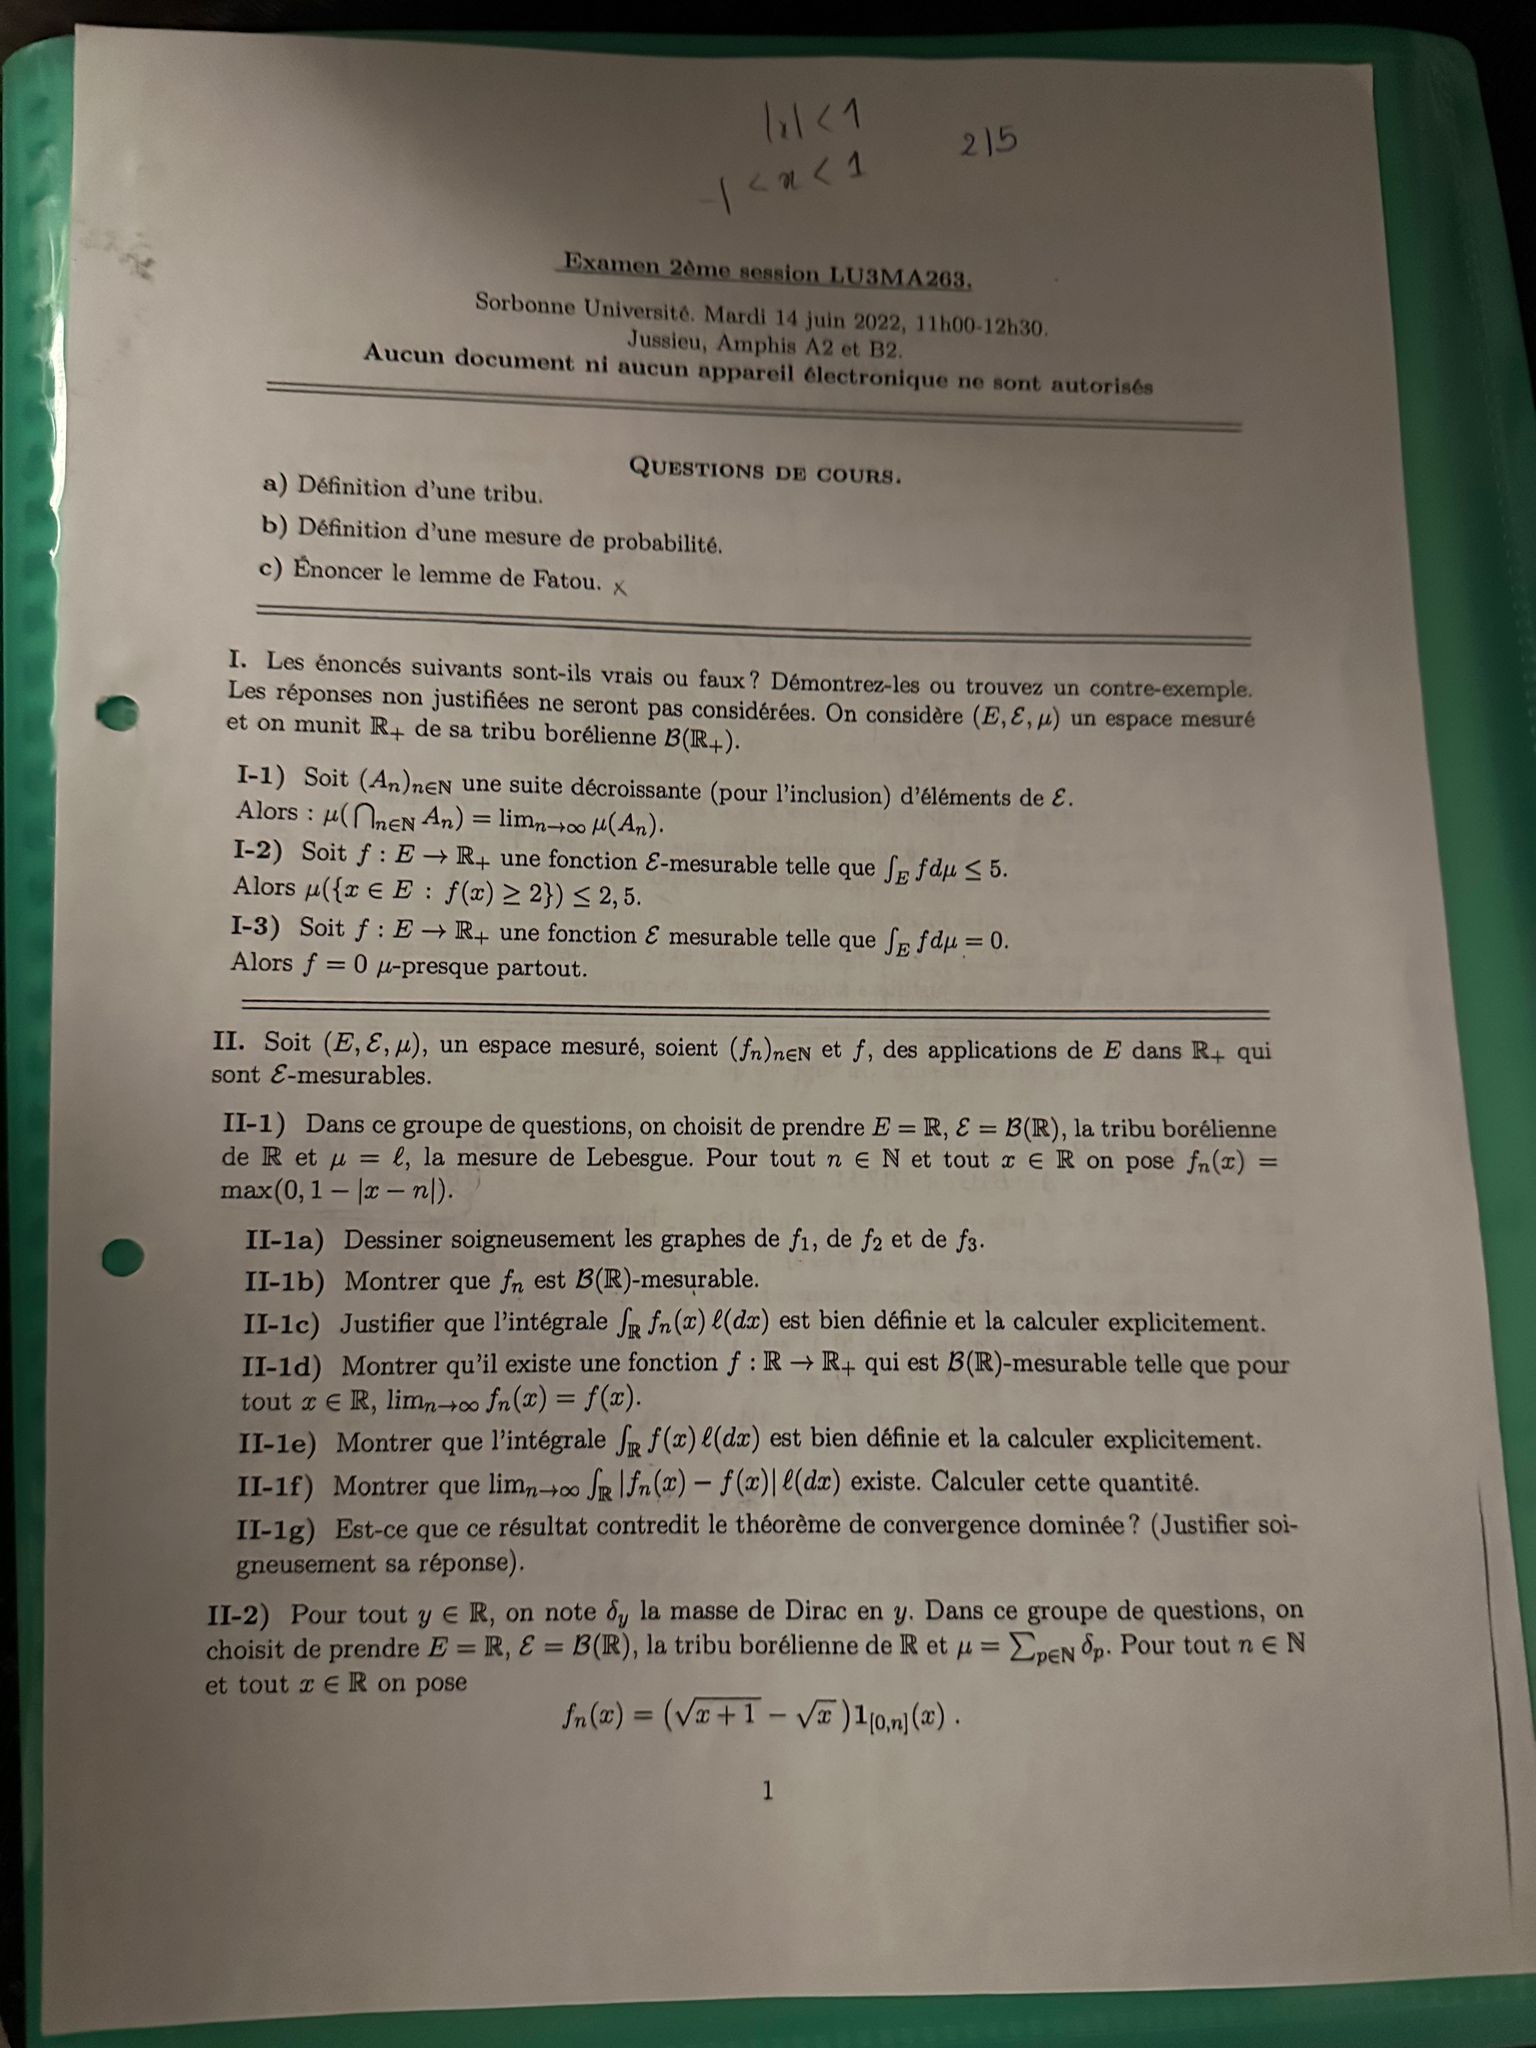 |x| < 1
2|5
-1 < x < 1
Examen 2ème session LU3MA263.
Sorbonne Université. Mardi 14 juin 2022, 11h00-12h30.
Jussieu, Amphis A2 et B2.
Aucun document ni aucun appareil électronique ne sont autorisés
QUESTIONS DE COURS.
a) Définition d'une tribu.
b) Définition d'une mesure de probabilité.
c) Énoncer le lemme de Fatou. x
I. Les énoncés suivants sont-ils vrais ou faux ? Démontrez-les ou trouvez un contre-exemple.
Les réponses non justifiées ne seront pas considérées. On considère (E, ℰ, μ) un espace mesuré
et on munit ℝ₊ de sa tribu borélienne ℬ(ℝ₊).
I-1) Soit (Aₙ)ₙ∈ℕ une suite décroissante (pour l'inclusion) d'éléments de ℰ.
Alors : μ(⋂ₙ∈ℕ Aₙ) = limₙ→∞ μ(Aₙ).
I-2) Soit f : E → ℝ₊ une fonction ℰ-mesurable telle que ∫_E fdμ ≤ 5.
Alors μ({x ∈ E : f(x) ≥ 2}) ≤ 2, 5.
I-3) Soit f : E → ℝ₊ une fonction ℰ mesurable telle que ∫_E fdμ = 0.
Alors f = 0 μ-presque partout.
II. Soit (E, ℰ, μ), un espace mesuré, soient (fₙ)ₙ∈ℕ et f, des applications de E dans ℝ₊ qui
sont ℰ-mesurables.
II-1) Dans ce groupe de questions, on choisit de prendre E = ℝ, ℰ = ℬ(ℝ), la tribu borélienne
de ℝ et μ = ℓ, la mesure de Lebesgue. Pour tout n ∈ ℕ et tout x ∈ ℝ on pose fₙ(x) =
max(0, 1 − |x − n|).
II-1a) Dessiner soigneusement les graphes de f₁, de f₂ et de f₃.
II-1b) Montrer que fₙ est ℬ(ℝ)-mesurable.
II-1c) Justifier que l'intégrale ∫_ℝ fₙ(x) ℓ(dx) est bien définie et la calculer explicitement.
II-1d) Montrer qu'il existe une fonction f : ℝ → ℝ₊ qui est ℬ(ℝ)-mesurable telle que pour
tout x ∈ ℝ, limₙ→∞ fₙ(x) = f(x).
II-1e) Montrer que l'intégrale ∫_ℝ f(x) ℓ(dx) est bien définie et la calculer explicitement.
II-1f) Montrer que limₙ→∞ ∫_ℝ |fₙ(x) − f(x)| ℓ(dx) existe. Calculer cette quantité.
II-1g) Est-ce que ce résultat contredit le théorème de convergence dominée ? (Justifier soi-
gneusement sa réponse).
II-2) Pour tout y ∈ ℝ, on note δ_y la masse de Dirac en y. Dans ce groupe de questions, on
choisit de prendre E = ℝ, ℰ = ℬ(ℝ), la tribu borélienne de ℝ et μ = ∑_{p∈ℕ} δ_p. Pour tout n ∈ ℕ
et tout x ∈ ℝ on pose
fₙ(x) = (√(x + 1) − √x )𝟏_{[0,n]}(x) .
1